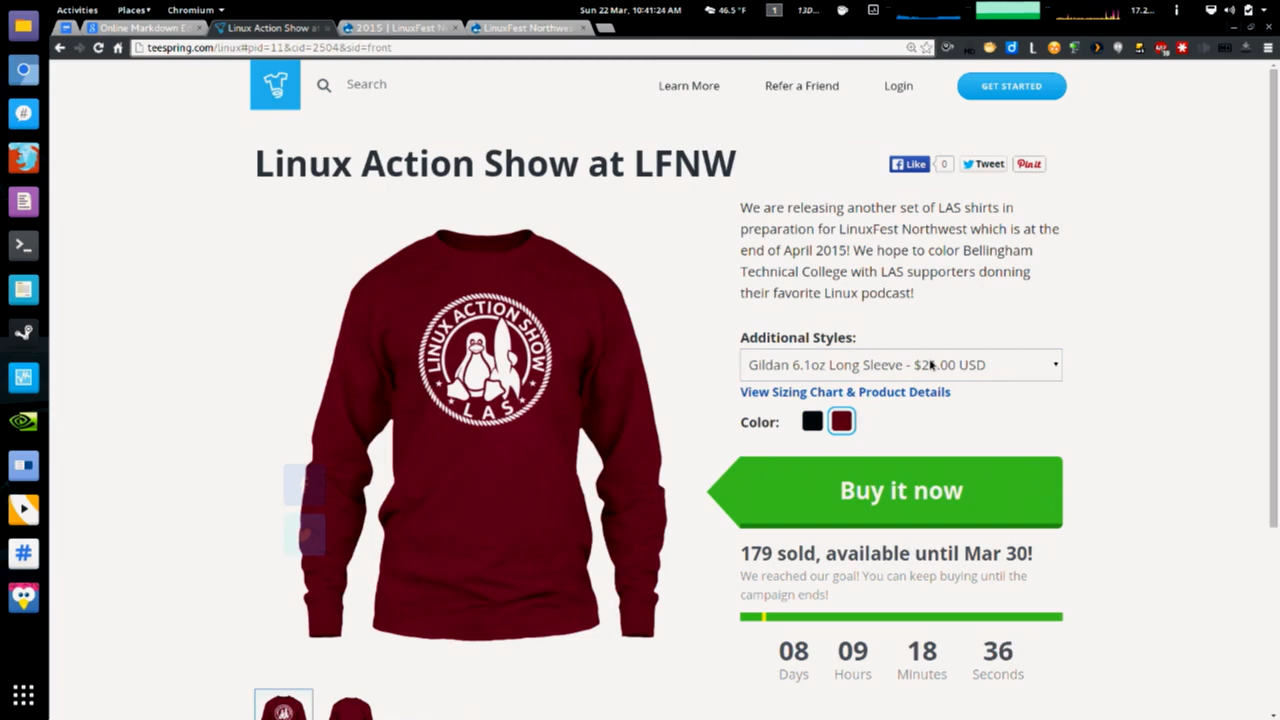 Activities Places Chromium Sun 22 Mar, 10:41:24 AM 46.5 °F 1 13D... 17.2...
Online Markdown Ed Linux Action Show at 2015 | LinuxFest N LinuxFest Northwes
teespring.com/linux#pid=11&cid=2504&sid=front
Search Learn More Refer a Friend Login GET STARTED
Linux Action Show at LFNW
Like 0 Tweet Pin it
We are releasing another set of LAS shirts in
preparation for LinuxFest Northwest which is at the
end of April 2015! We hope to color Bellingham
Technical College with LAS supporters donning
their favorite Linux podcast!
LINUX ACTION SHOW
LAS
Additional Styles:
Gildan 6.1oz Long Sleeve - USD
View Sizing Chart & Product Details
Color:
Buy it now
179 sold, available until Mar 30!
We reached our goal! You can keep buying until the
campaign ends!
08 09 18 36
Days Hours Minutes Seconds